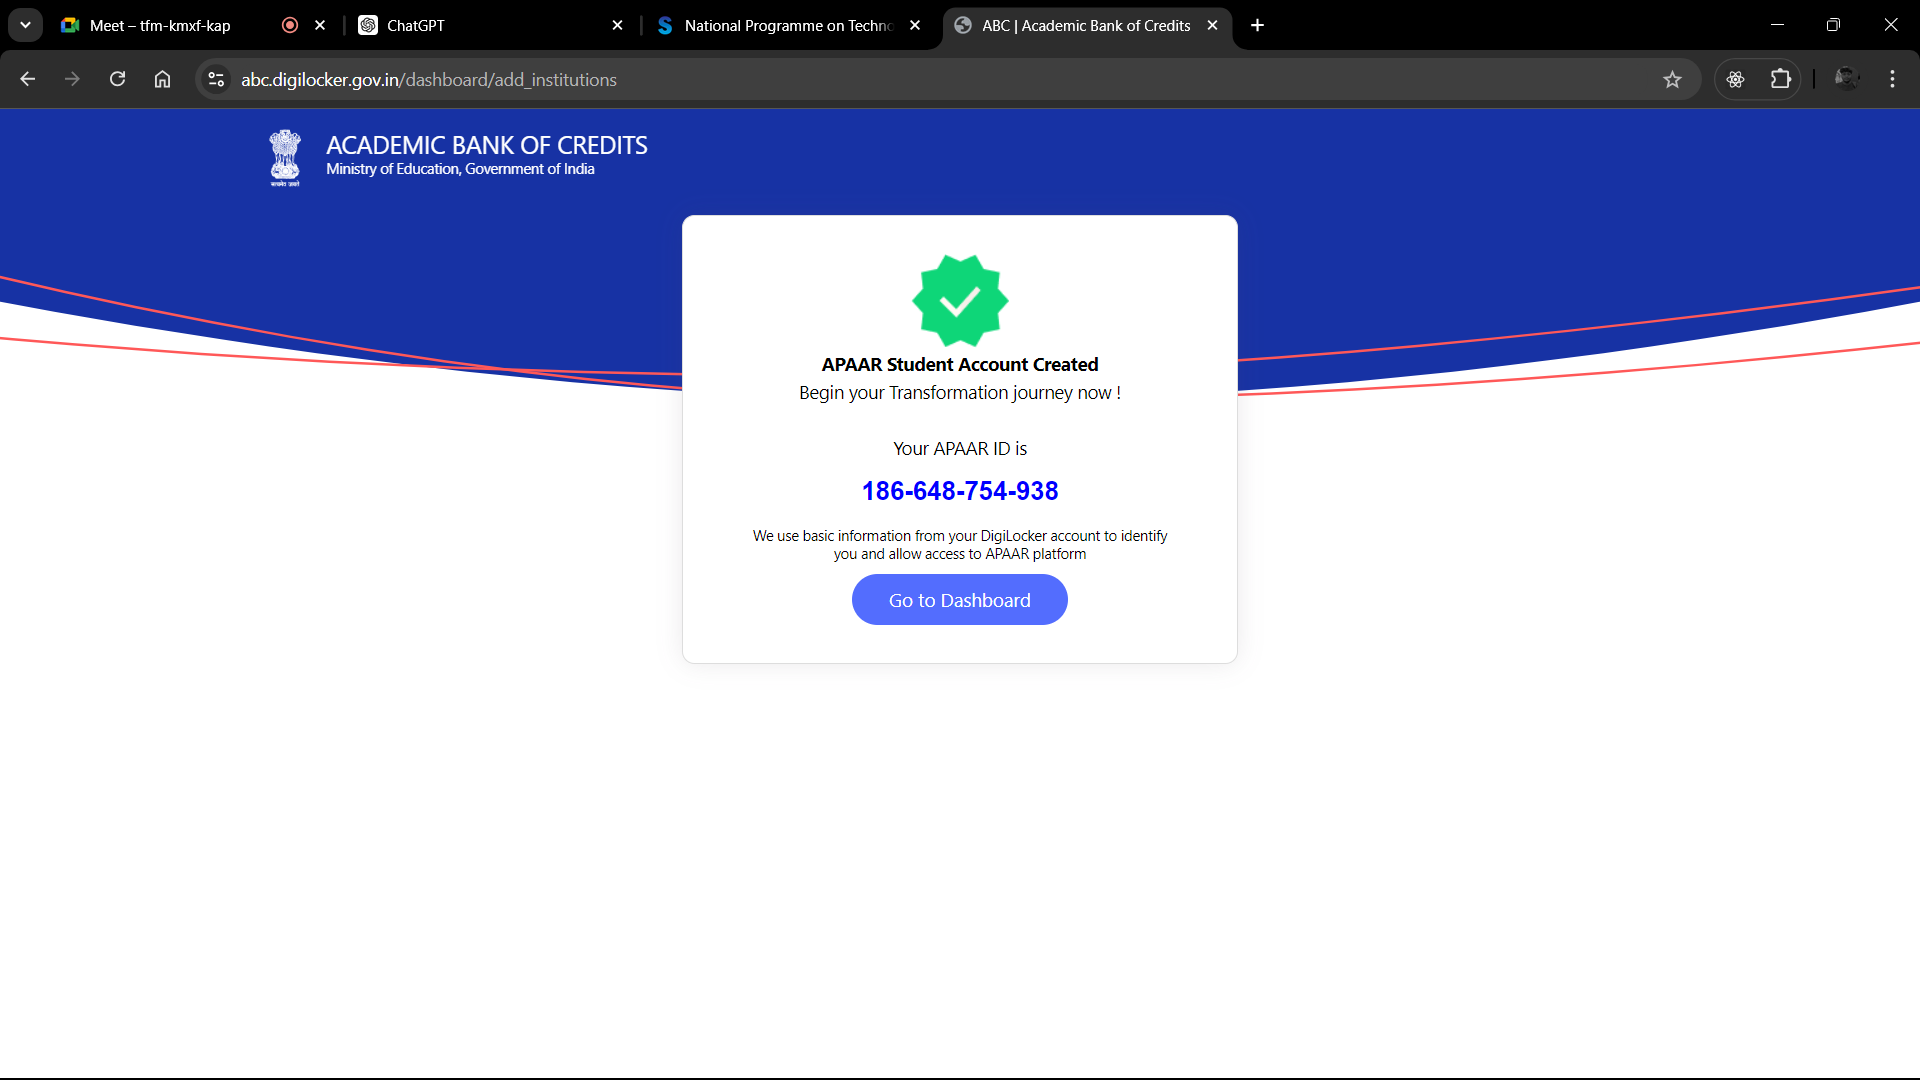 Meet – tfm-kmxf-kap
ChatGPT
National Programme on Techno
ABC | Academic Bank of Credits
abc.digilocker.gov.in/dashboard/add_institutions
सत्यमेव जयते
ACADEMIC BANK OF CREDITS
Ministry of Education, Government of India
APAAR Student Account Created
Begin your Transformation journey now !
Your APAAR ID is
186-648-754-938
We use basic information from your DigiLocker account to identify
you and allow access to APAAR platform
Go to Dashboard